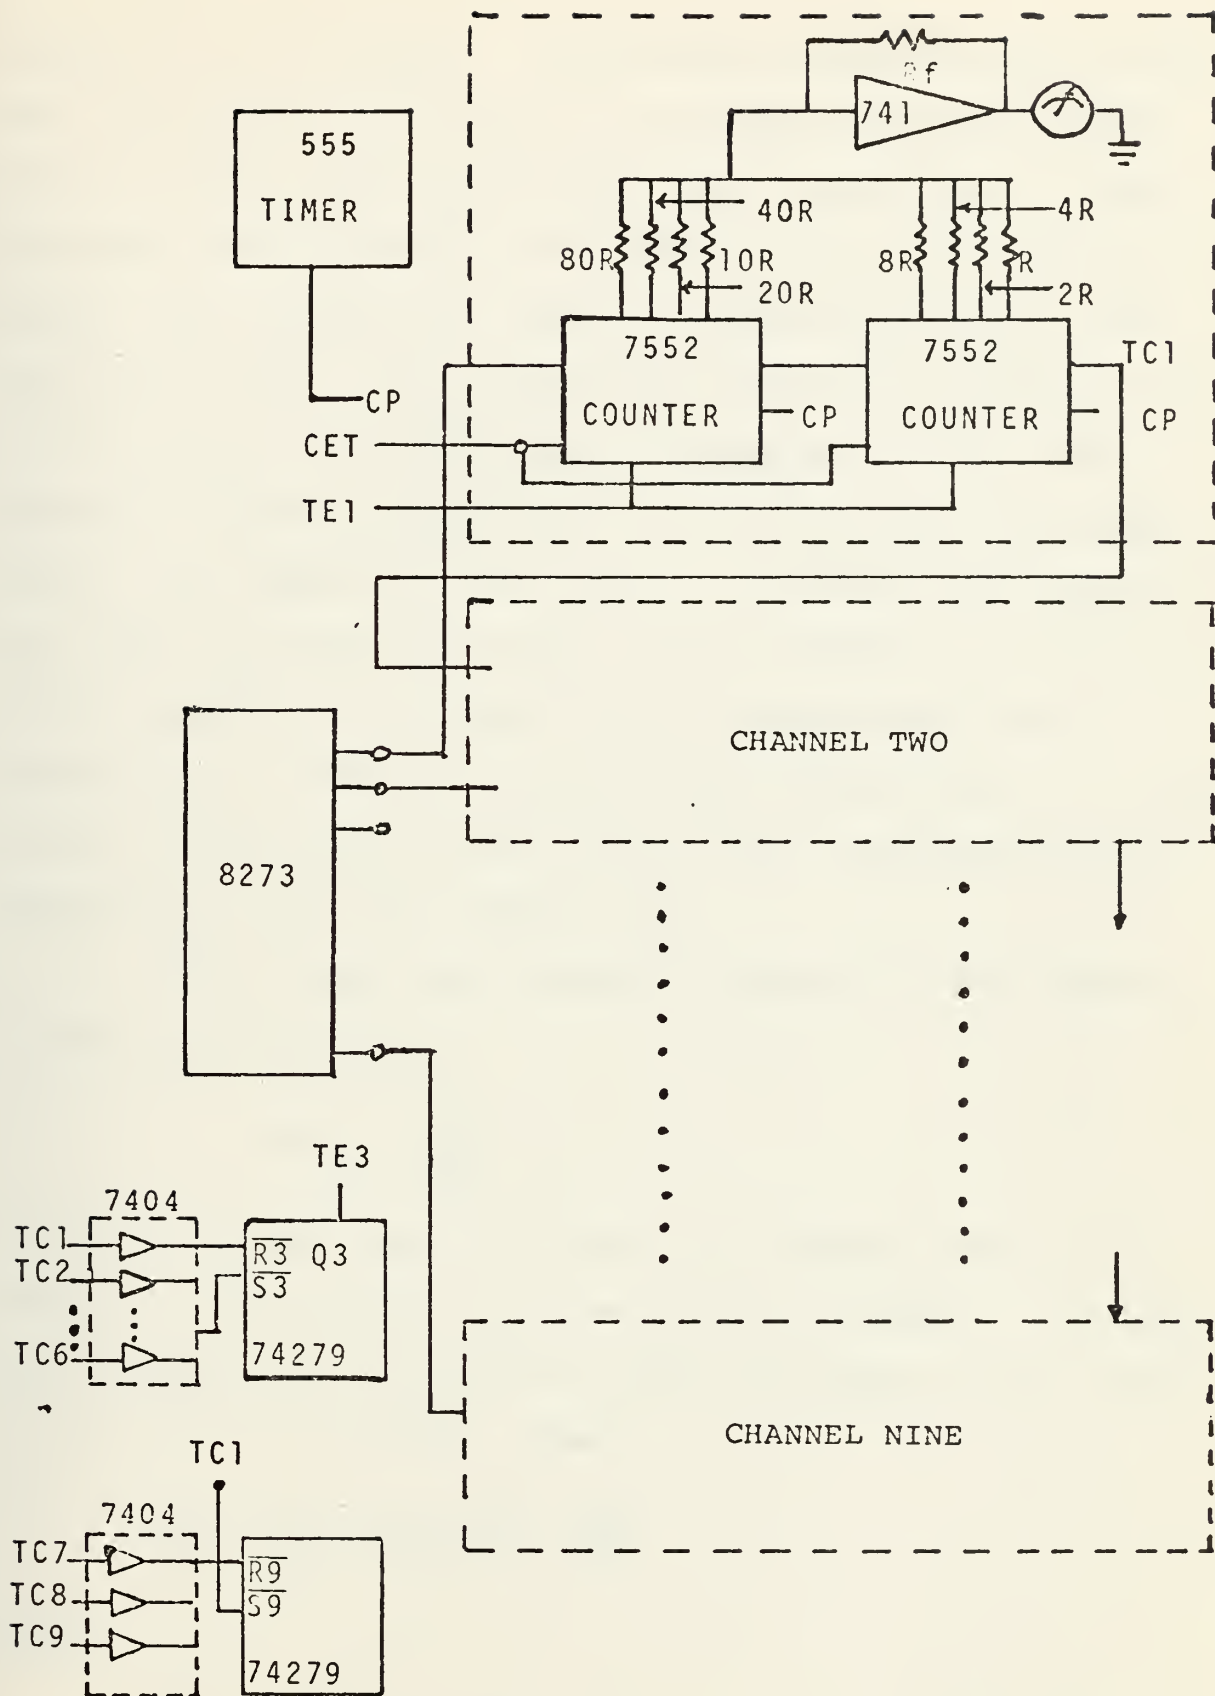 Rf
741
555
TIMER
40R
4R
80R
10R
8R
R
20R
2R
7552
COUNTER
7552
COUNTER
TC1
CP
CP
CP
CET
TE1
CHANNEL TWO
8273
TE3
7404
TC1
TC2
TC6
R3 Q3
S3
74279
CHANNEL NINE
TC1
7404
TC7
TC8
TC9
R9
S9
74279